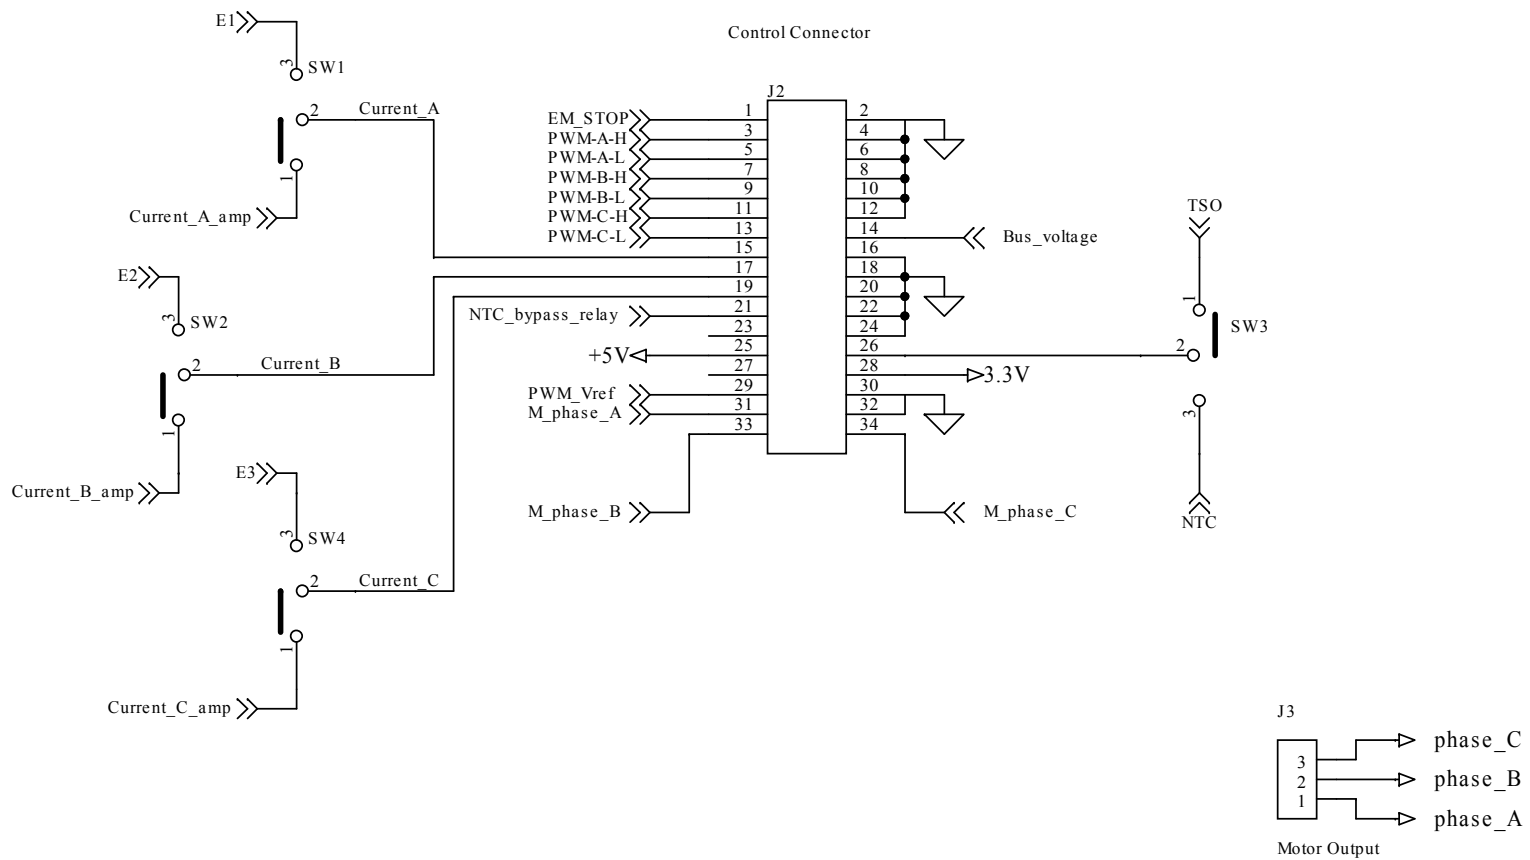 E1
3
SW1
2
Current_A
1
Current_A_amp
E2
3
SW2
2
Current_B
1
Current_B_amp
E3
3
SW4
2
Current_C
1
Current_C_amp
Control Connector
J2
EM_STOP 1 2
PWM-A-H 3 4
PWM-A-L 5 6
PWM-B-H 7 8
PWM-B-L 9 10
PWM-C-H 11 12
PWM-C-L 13 14 Bus_voltage
15 16
17 18
19 20
NTC_bypass_relay 21 22
23 24
+5V 25 26
27 28 3.3V
PWM_Vref 29 30
M_phase_A 31 32
33 34
M_phase_B M_phase_C
TSO
1
SW3
2
3
NTC
J3
3 phase_C
2 phase_B
1 phase_A
Motor Output